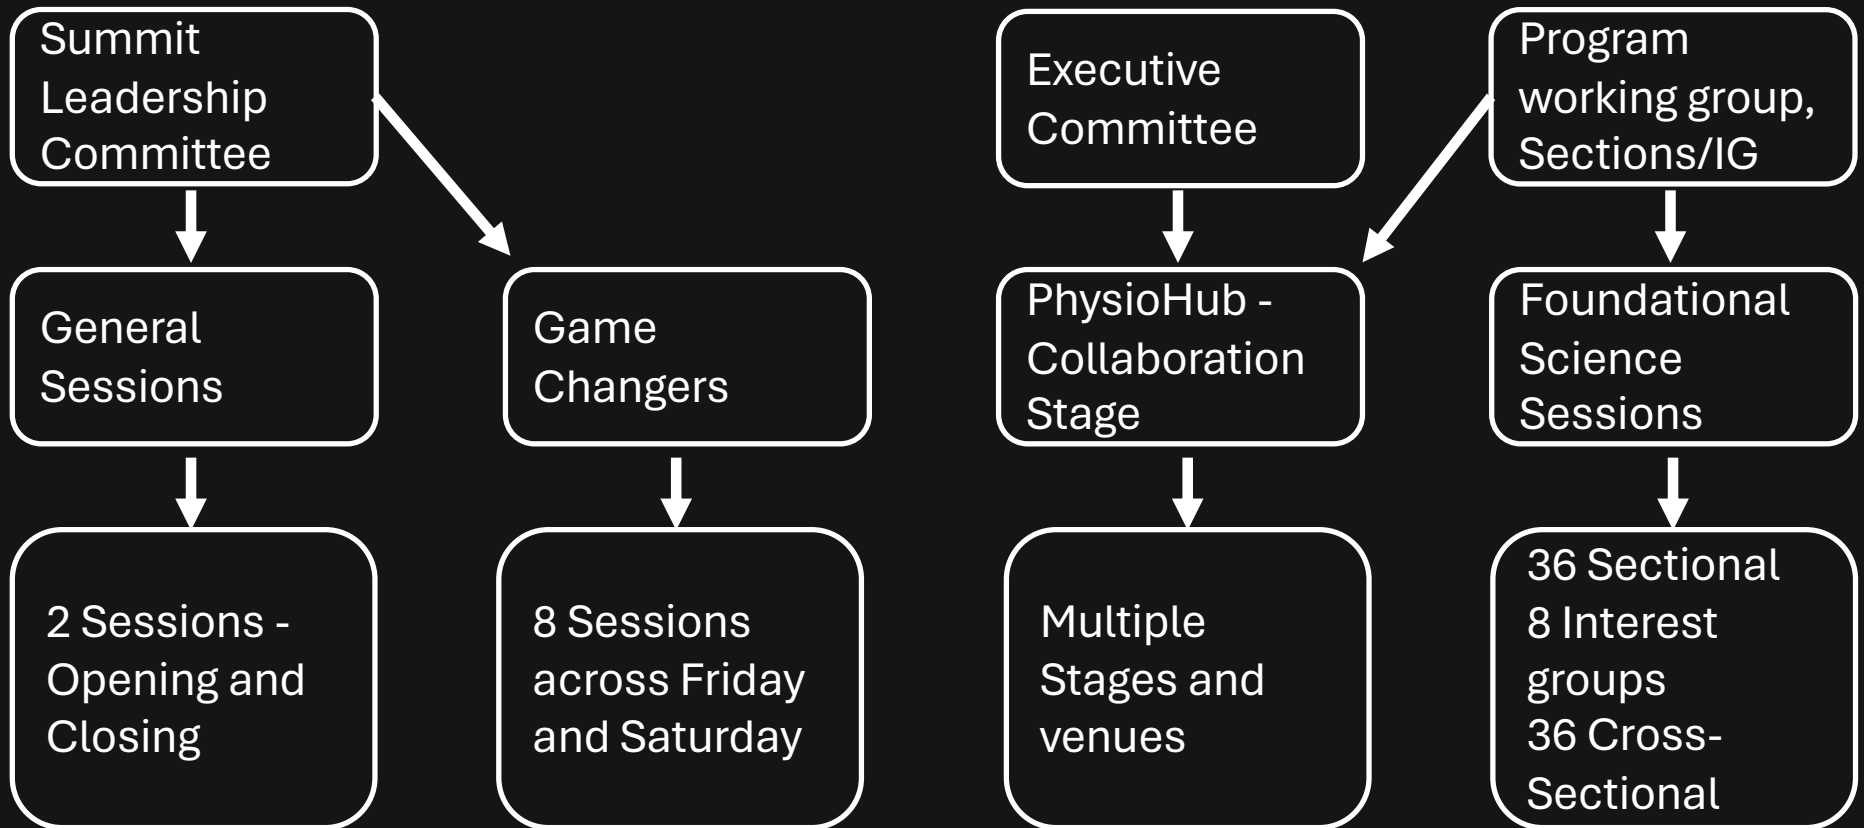 Summit
Leadership
Committee
Executive
Committee
Program
working group,
Sections/IG
General
Sessions
Game
Changers
PhysioHub -
Collaboration
Stage
Foundational
Science
Sessions
2 Sessions -
Opening and
Closing
8 Sessions
across Friday
and Saturday
Multiple
Stages and
venues
36 Sectional
8 Interest
groups
36 Cross-
Sectional